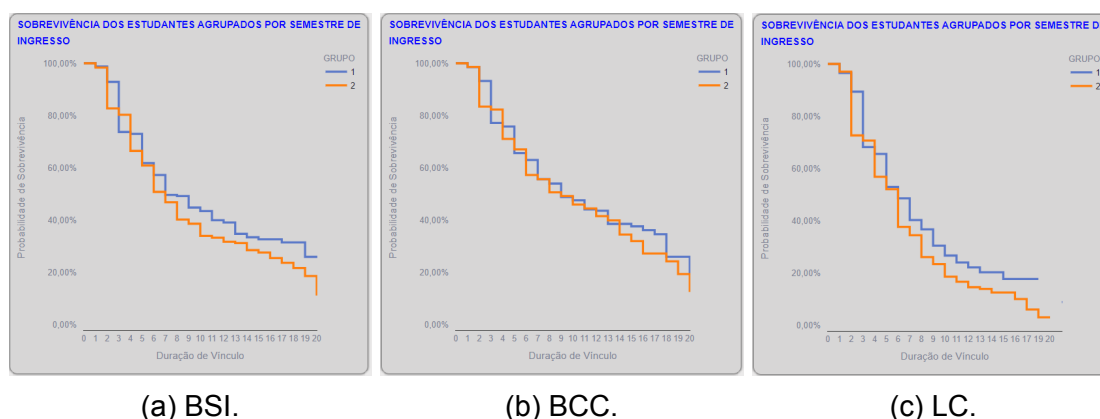 SOBREVIVÊNCIA DOS ESTUDANTES AGRUPADOS POR SEMESTRE DE
INGRESSO
GRUPO
1
2
100,00%
80,00%
60,00%
40,00%
20,00%
0,00%
Probabilidade de Sobrevivência
0 1 2 3 4 5 6 7 8 9 10 11 12 13 14 15 16 17 18 19 20
Duração de Vínculo
(a) BSI.
SOBREVIVÊNCIA DOS ESTUDANTES AGRUPADOS POR SEMESTRE DE
INGRESSO
GRUPO
1
2
100,00%
80,00%
60,00%
40,00%
20,00%
0,00%
Probabilidade de Sobrevivência
0 1 2 3 4 5 6 7 8 9 10 11 12 13 14 15 16 17 18 19 20
Duração de Vínculo
(b) BCC.
SOBREVIVÊNCIA DOS ESTUDANTES AGRUPADOS POR SEMESTRE D
INGRESSO
GRUPO
1
2
100,00%
80,00%
60,00%
40,00%
20,00%
0,00%
Probabilidade de Sobrevivência
0 1 2 3 4 5 6 7 8 9 10 11 12 13 14 15 16 17 18 19 20
Duração de Vínculo
(c) LC.